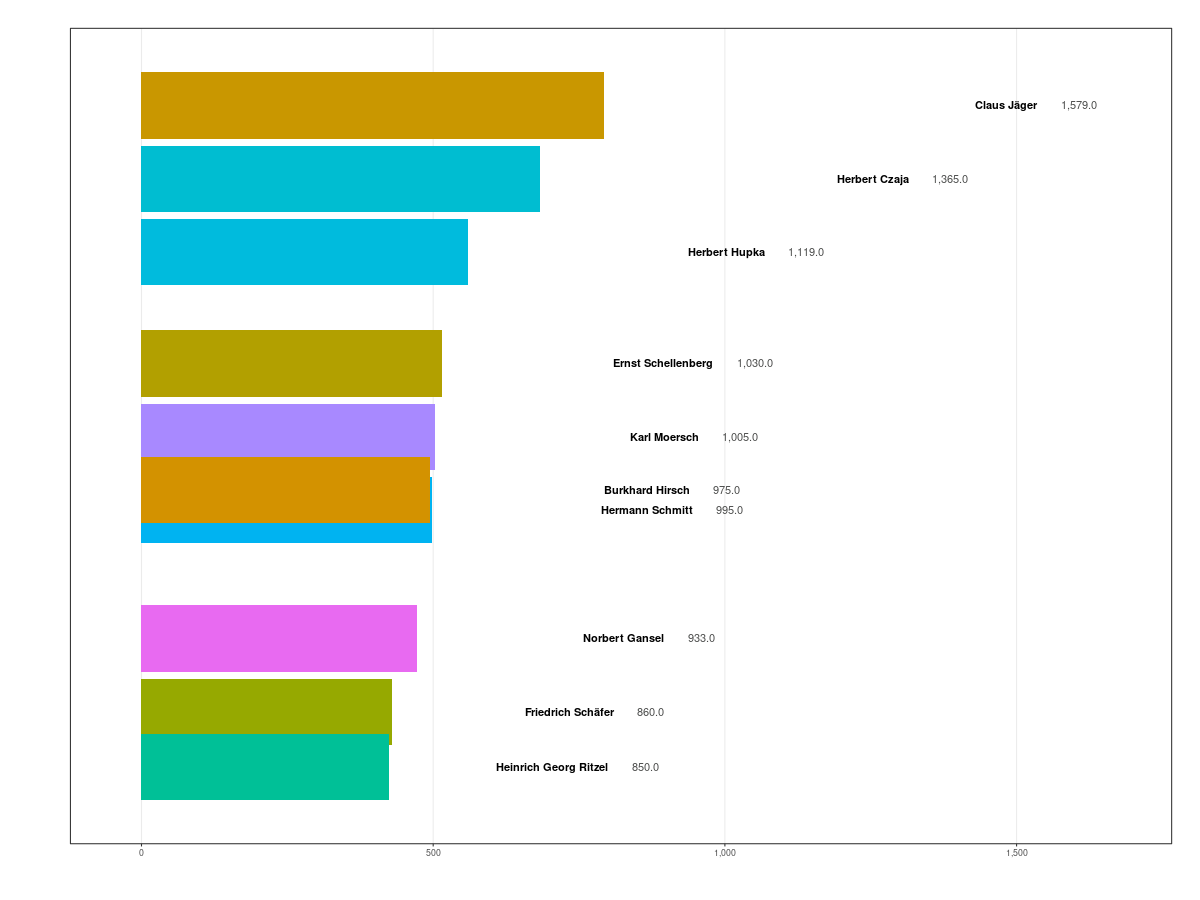 Claus Jäger 1,579.0
Herbert Czaja 1,365.0
Herbert Hupka 1,119.0
Ernst Schellenberg 1,030.0
Karl Moersch 1,005.0
Burkhard Hirsch 975.0
Hermann Schmitt 995.0
Norbert Gansel 933.0
Friedrich Schäfer 860.0
Heinrich Georg Ritzel 850.0
0 500 1,000 1,500